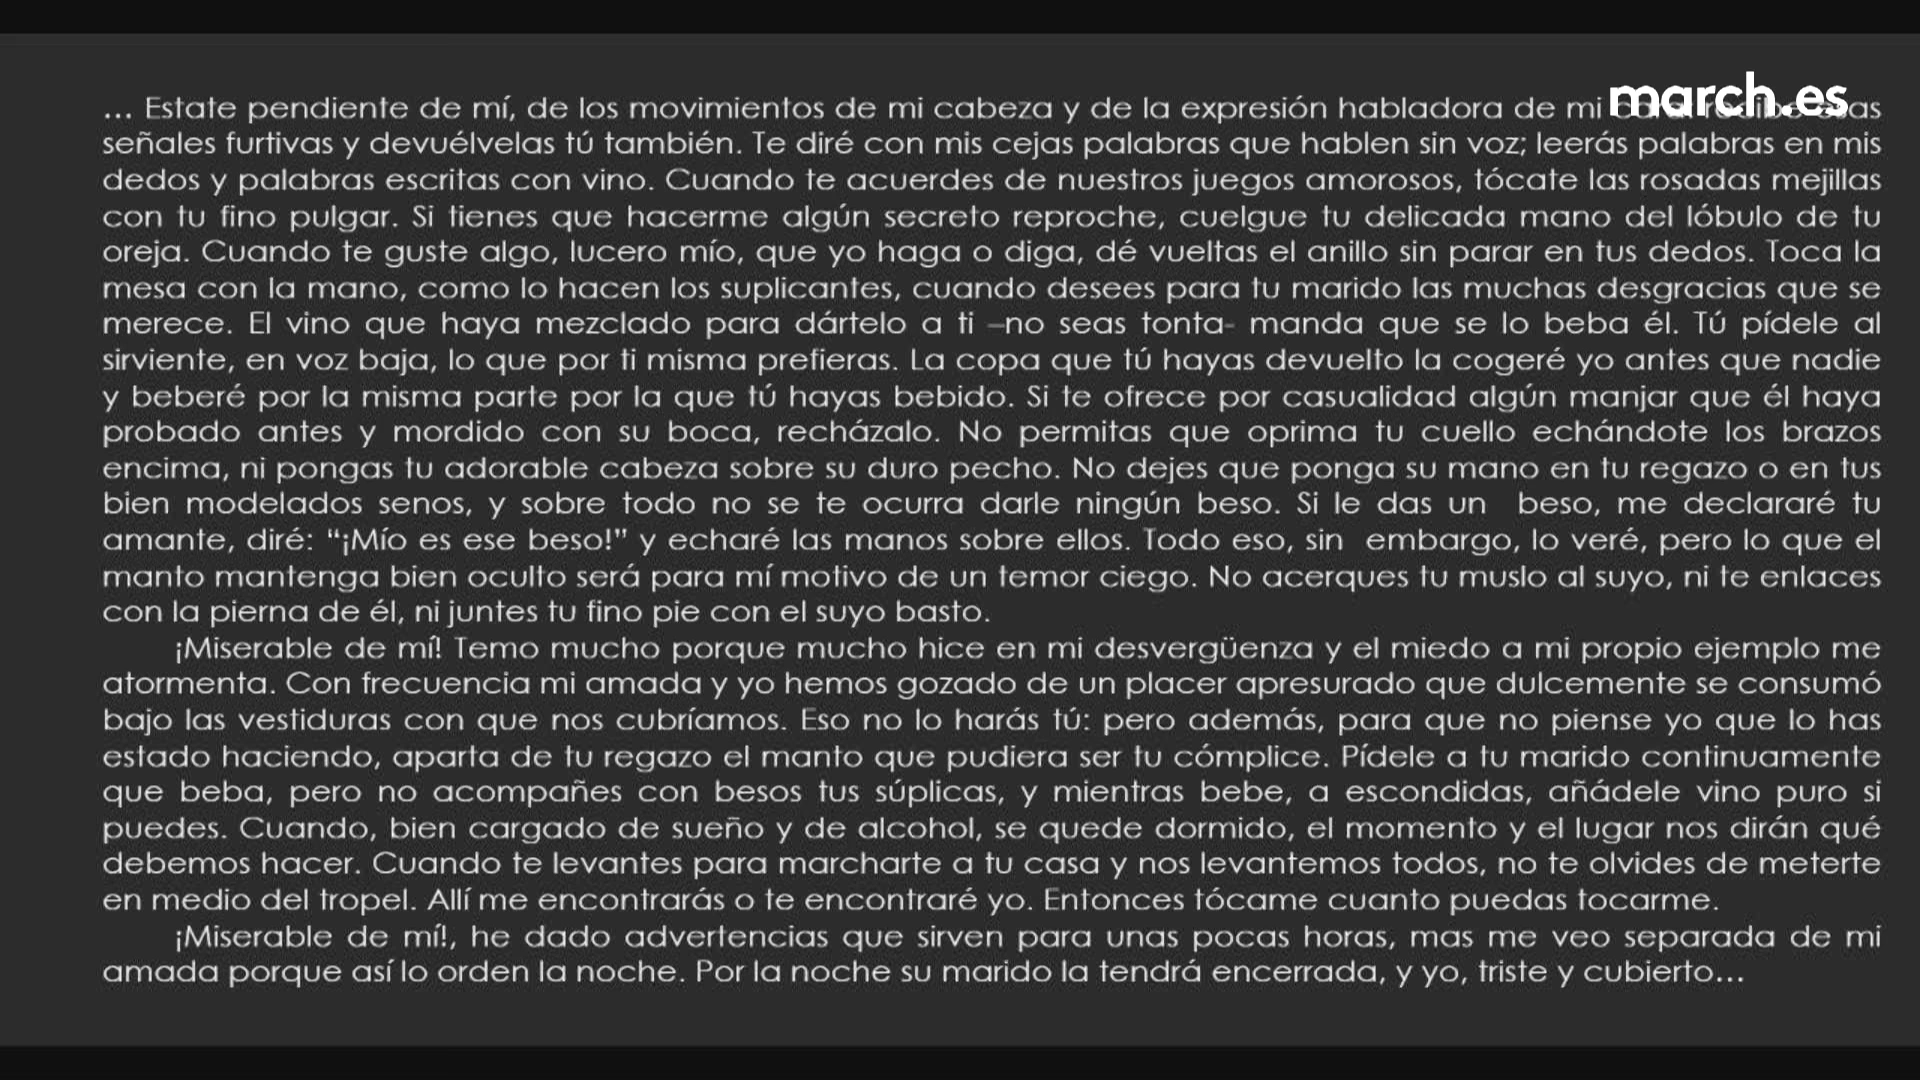 march.es
... Estate pendiente de mí, de los movimientos de mi cabeza y de la expresión habladora de mi
señales furtivas y devuélvelas tú también. Te diré con mis cejas palabras que hablen sin voz; leerás palabras en mis
dedos y palabras escritas con vino. Cuando te acuerdes de nuestros juegos amorosos, tócate las rosadas mejillas
con tu fino pulgar. Si tienes que hacerme algún secreto reproche, cuelgue tu delicada mano del lóbulo de tu
oreja. Cuando te guste algo, lucero mío, que yo haga o diga, dé vueltas el anillo sin parar en tus dedos. Toca la
mesa con la mano, como lo hacen los suplicantes, cuando desees para tu marido las muchas desgracias que se
merece. El vino que haya mezclado para dártelo a ti –no seas tonta- manda que se lo beba él. Tú pídele al
sirviente, en voz baja, lo que por ti misma prefieras. La copa que tú hayas devuelto la cogeré yo antes que nadie
y beberé por la misma parte por la que tú hayas bebido. Si te ofrece por casualidad algún manjar que él haya
probado antes y mordido con su boca, recházalo. No permitas que oprima tu cuello echándote los brazos
encima, ni pongas tu adorable cabeza sobre su duro pecho. No dejes que ponga su mano en tu regazo o en tus
bien modelados senos, y sobre todo no se te ocurra darle ningún beso. Si le das un beso, me declararé tu
amante, diré: “¡Mío es ese beso!” y echaré las manos sobre ellos. Todo eso, sin embargo, lo veré, pero lo que el
manto mantenga bien oculto será para mí motivo de un temor ciego. No acerques tu muslo al suyo, ni te enlaces
con la pierna de él, ni juntes tu fino pie con el suyo basto.
¡Miserable de mí! Temo mucho porque mucho hice en mi desvergüenza y el miedo a mi propio ejemplo me
atormenta. Con frecuencia mi amada y yo hemos gozado de un placer apresurado que dulcemente se consumó
bajo las vestiduras con que nos cubríamos. Eso no lo harás tú: pero además, para que no piense yo que lo has
estado haciendo, aparta de tu regazo el manto que pudiera ser tu cómplice. Pídele a tu marido continuamente
que beba, pero no acompañes con besos tus súplicas, y mientras bebe, a escondidas, añádele vino puro si
puedes. Cuando, bien cargado de sueño y de alcohol, se quede dormido, el momento y el lugar nos dirán qué
debemos hacer. Cuando te levantes para marcharte a tu casa y nos levantemos todos, no te olvides de meterte
en medio del tropel. Allí me encontrarás o te encontraré yo. Entonces tócame cuanto puedas tocarme.
¡Miserable de mí!, he dado advertencias que sirven para unas pocas horas, mas me veo separada de mi
amada porque así lo orden la noche. Por la noche su marido la tendrá encerrada, y yo, triste y cubierto...